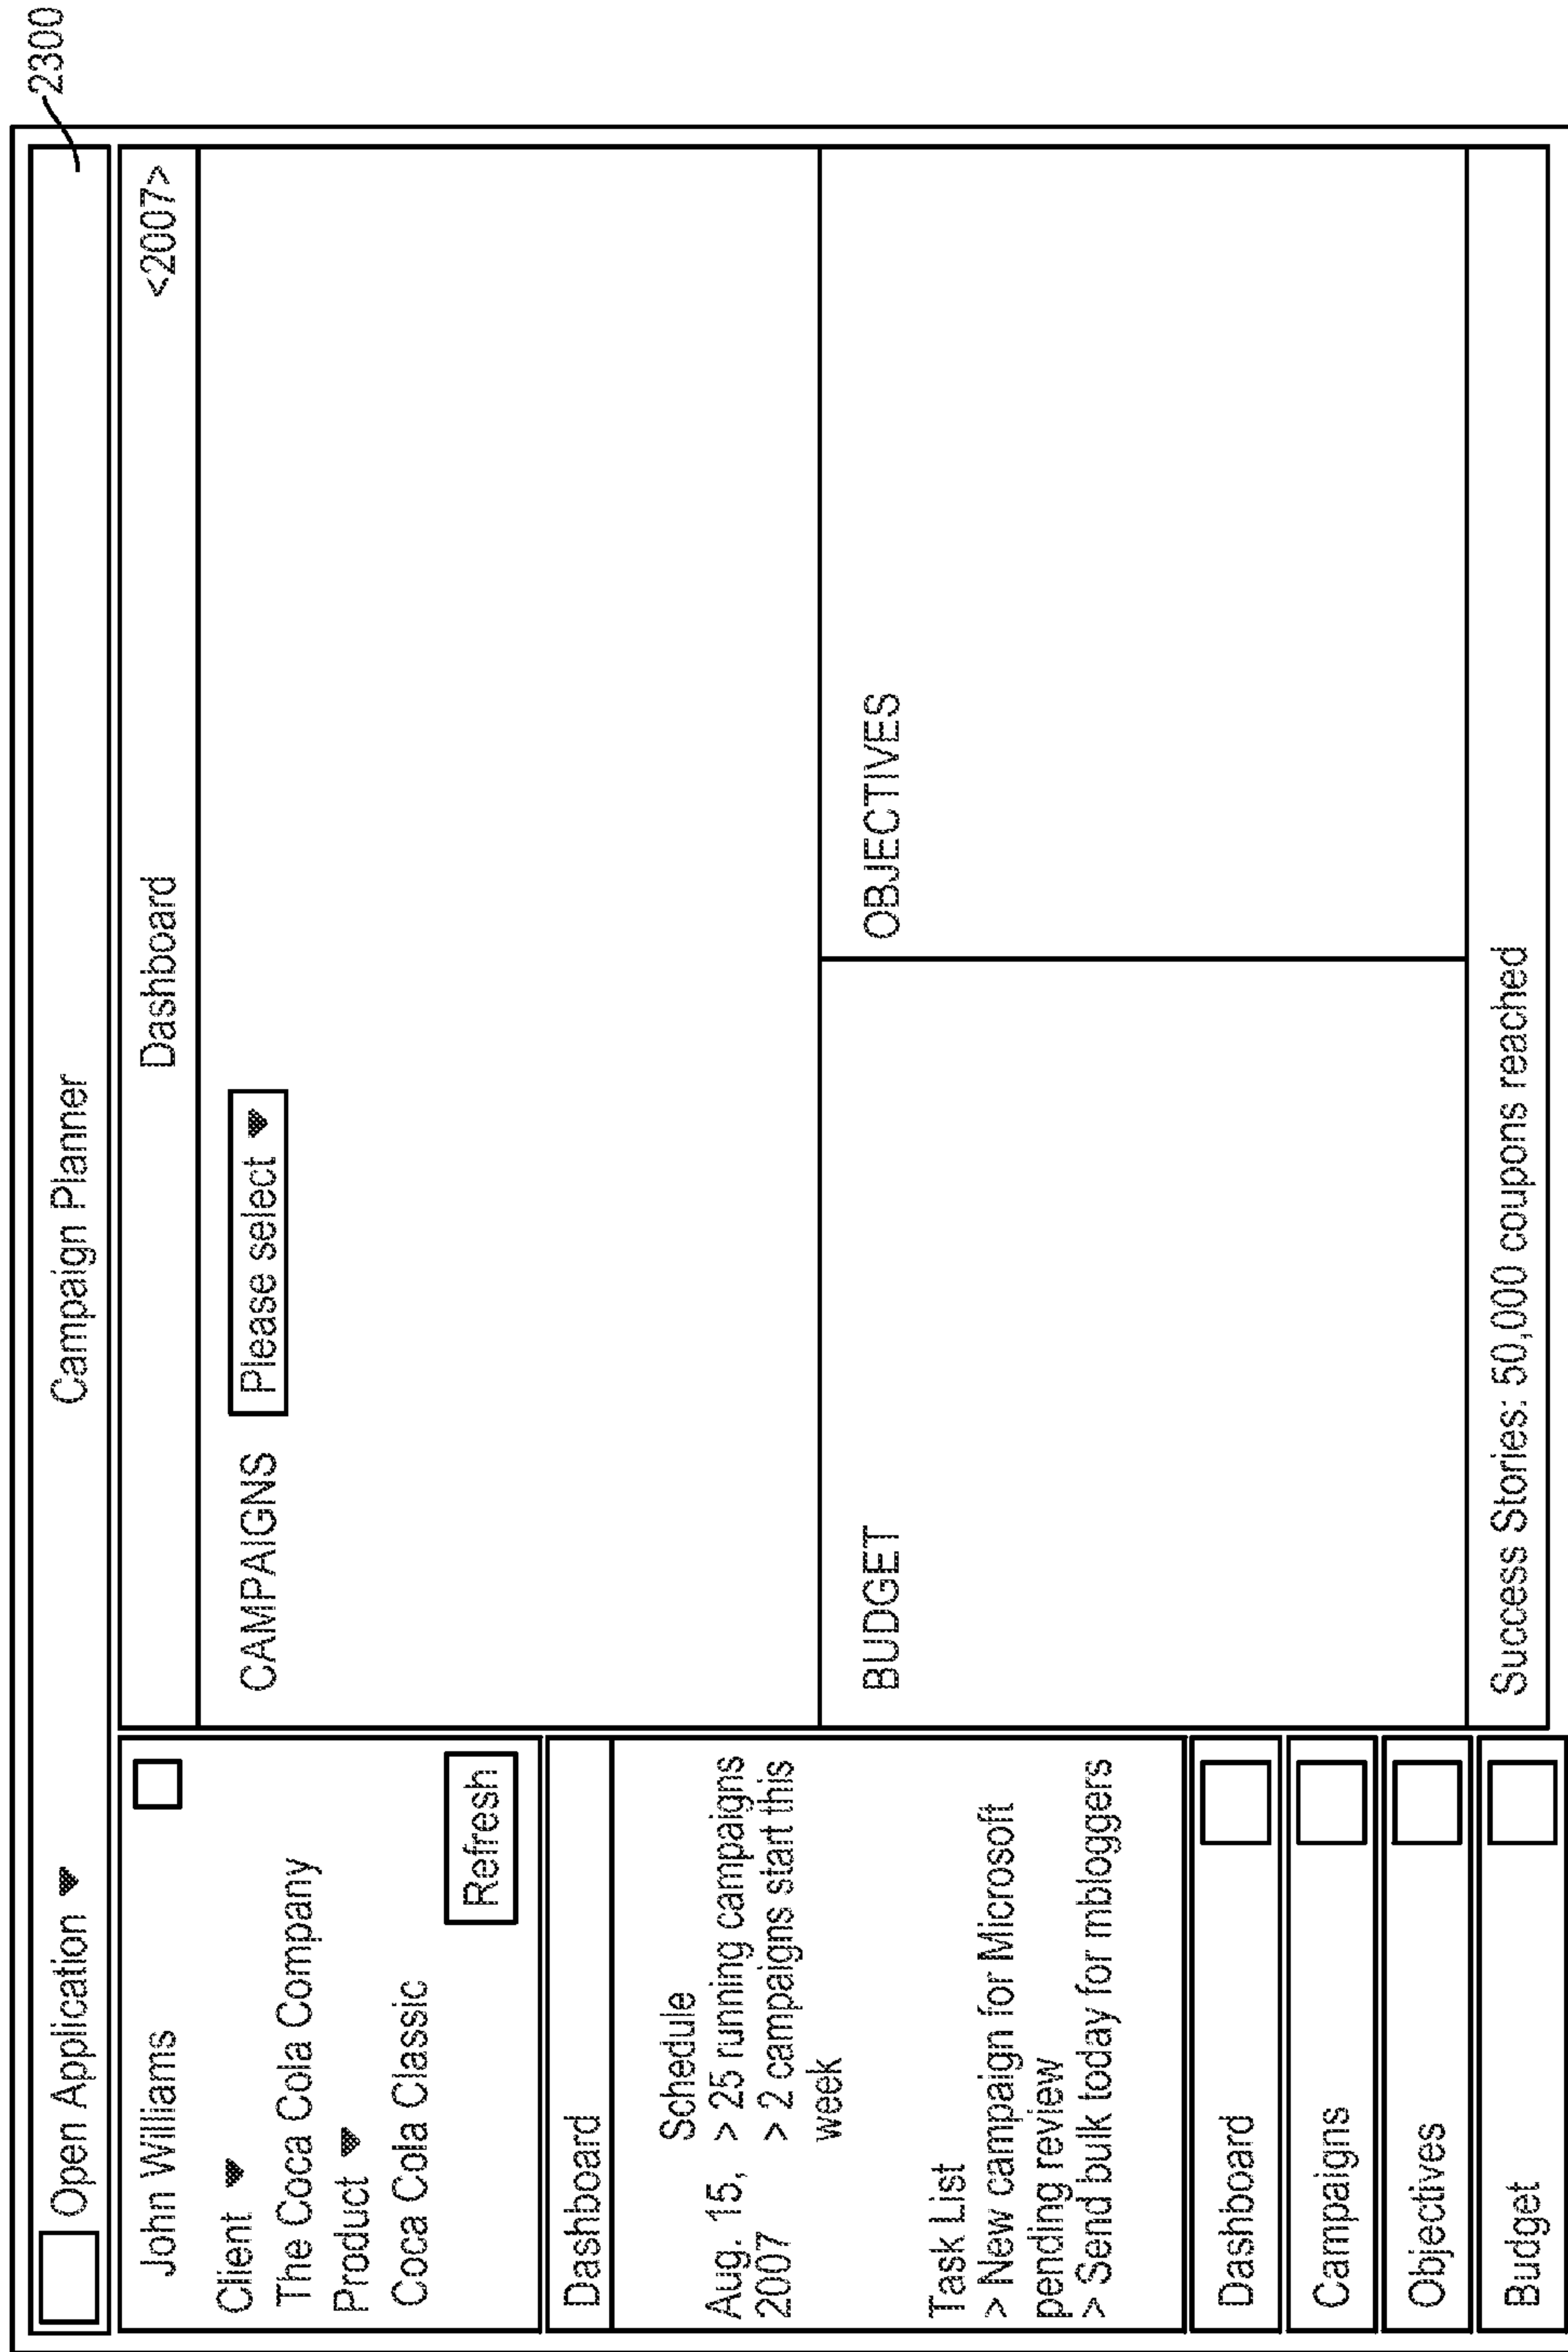 2300
Open Application
Campaign Planner
John Williams
Client
The Coca Cola Company
Product
Coca Cola Classic
Refresh
Dashboard
Schedule
Aug. 15, > 25 running campaigns
2007 > 2 campaigns start this
week
Task List
> New campaign for Microsoft
pending review
> Send bulk today for mbloggers
Dashboard
Campaigns
Objectives
Budget
Dashboard <2007>
CAMPAIGNS Please select
BUDGET
OBJECTIVES
Success Stories: 50,000 coupons reached